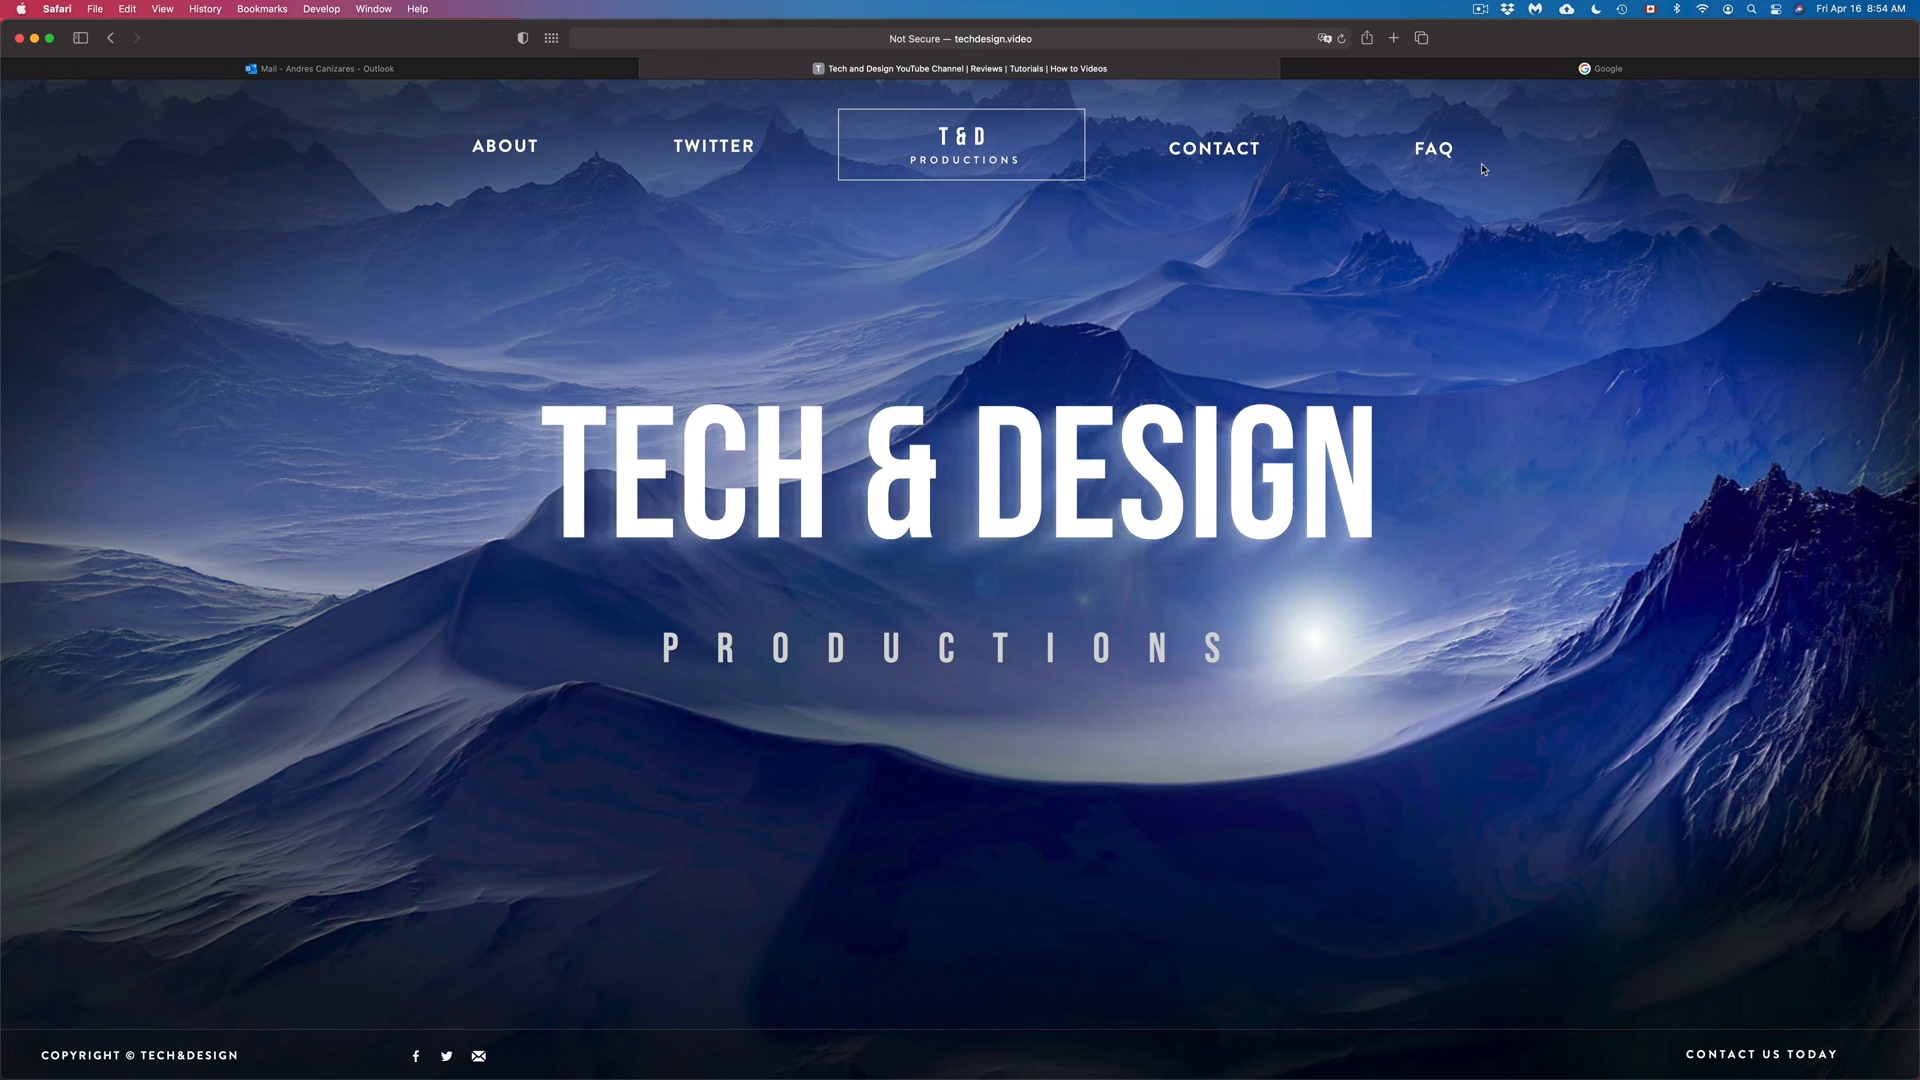 Safari File Edit View History Bookmarks Develop Window Help Fri Apr 16 8:54 AM
Not Secure — techdesign.video
Mail - Andres Canizares - Outlook
T Tech and Design YouTube Channel | Reviews | Tutorials | How to Videos
Google
ABOUT
TWITTER
T & D
PRODUCTIONS
CONTACT
FAQ
TECH & DESIGN
PRODUCTIONS
COPYRIGHT © TECH&DESIGN
CONTACT US TODAY